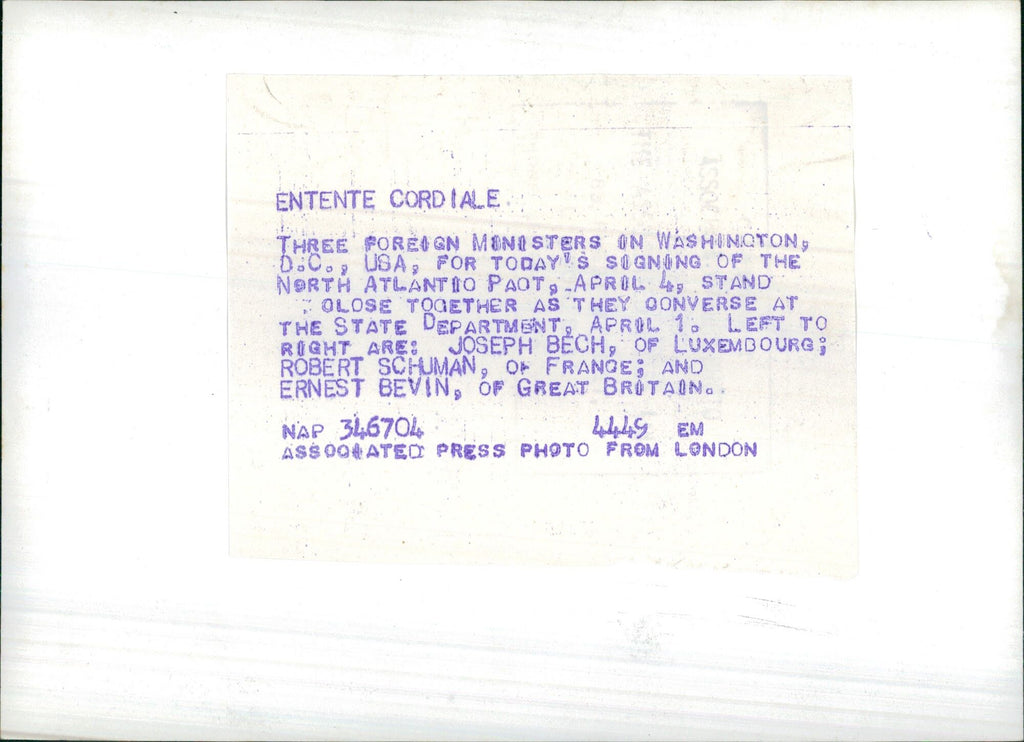 ENTENTE CORDIALE.
THREE FOREIGN MINISTERS IN WASHINGTON,
D.C., USA, FOR TODAY'S SIGNING OF THE
NORTH ATLANTIC PACT, APRIL 4, STAND
CLOSE TOGETHER AS THEY CONVERSE AT
THE STATE DEPARTMENT, APRIL 1. LEFT TO
RIGHT ARE: JOSEPH BECH, OF LUXEMBOURG;
ROBERT SCHUMAN, OF FRANCE; AND
ERNEST BEVIN, OF GREAT BRITAIN.
NAP 346704 4449 EM
ASSOCIATED PRESS PHOTO FROM LONDON